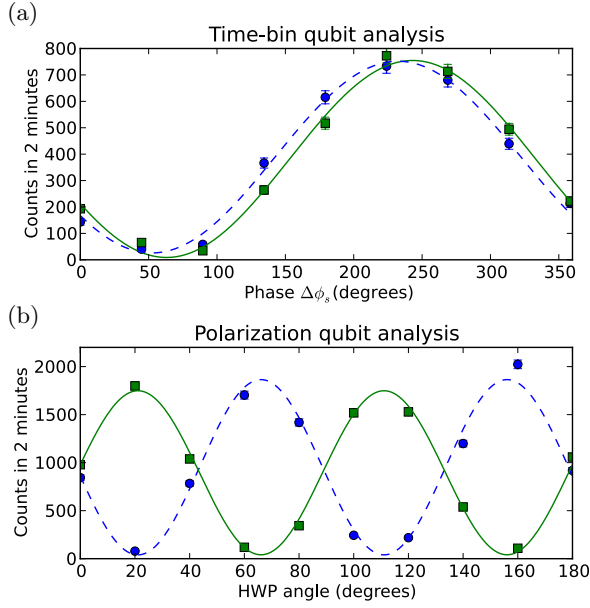 (a)
Time-bin qubit analysis
800
700
600
500
400
300
200
100
0
0 50 100 150 200 250 300 350
Counts in 2 minutes
Phase Δϕs (degrees)
(b)
Polarization qubit analysis
2000
1500
1000
500
0
0 20 40 60 80 100 120 140 160 180
Counts in 2 minutes
HWP angle (degrees)